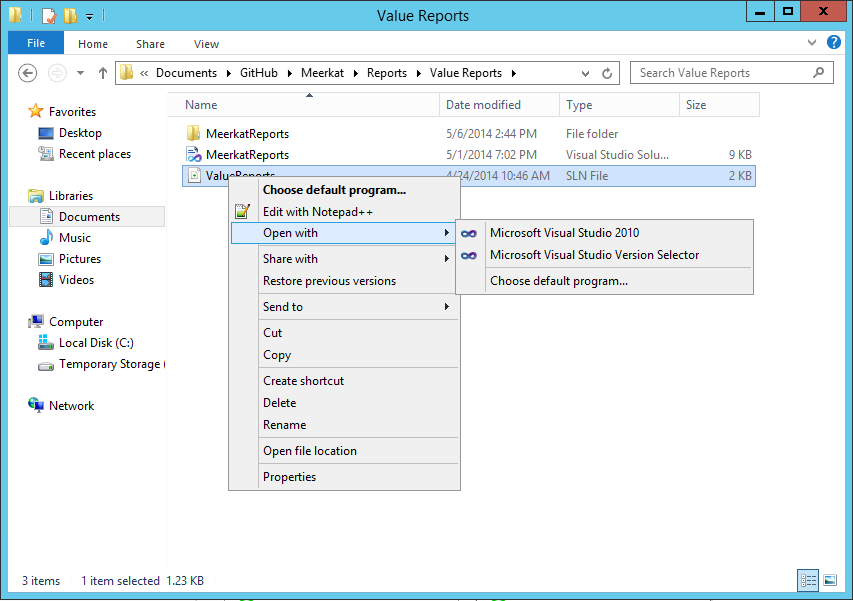 Value Reports
File Home Share View
« Documents GitHub Meerkat Reports Value Reports Search Value Reports
Name Date modified Type Size
Favorites
Desktop
Recent places
Libraries
Documents
Music
Pictures
Videos
Computer
Local Disk (C:)
Temporary Storage (
Network
MeerkatReports 5/6/2014 2:44 PM File folder
MeerkatReports 5/1/2014 7:02 PM Visual Studio Solu... 9 KB
ValueReports 4/24/2014 10:46 AM SLN File 2 KB
Choose default program...
Edit with Notepad++
Open with
Share with
Restore previous versions
Send to
Cut
Copy
Create shortcut
Delete
Rename
Open file location
Properties
Microsoft Visual Studio 2010
Microsoft Visual Studio Version Selector
Choose default program...
3 items 1 item selected 1.23 KB